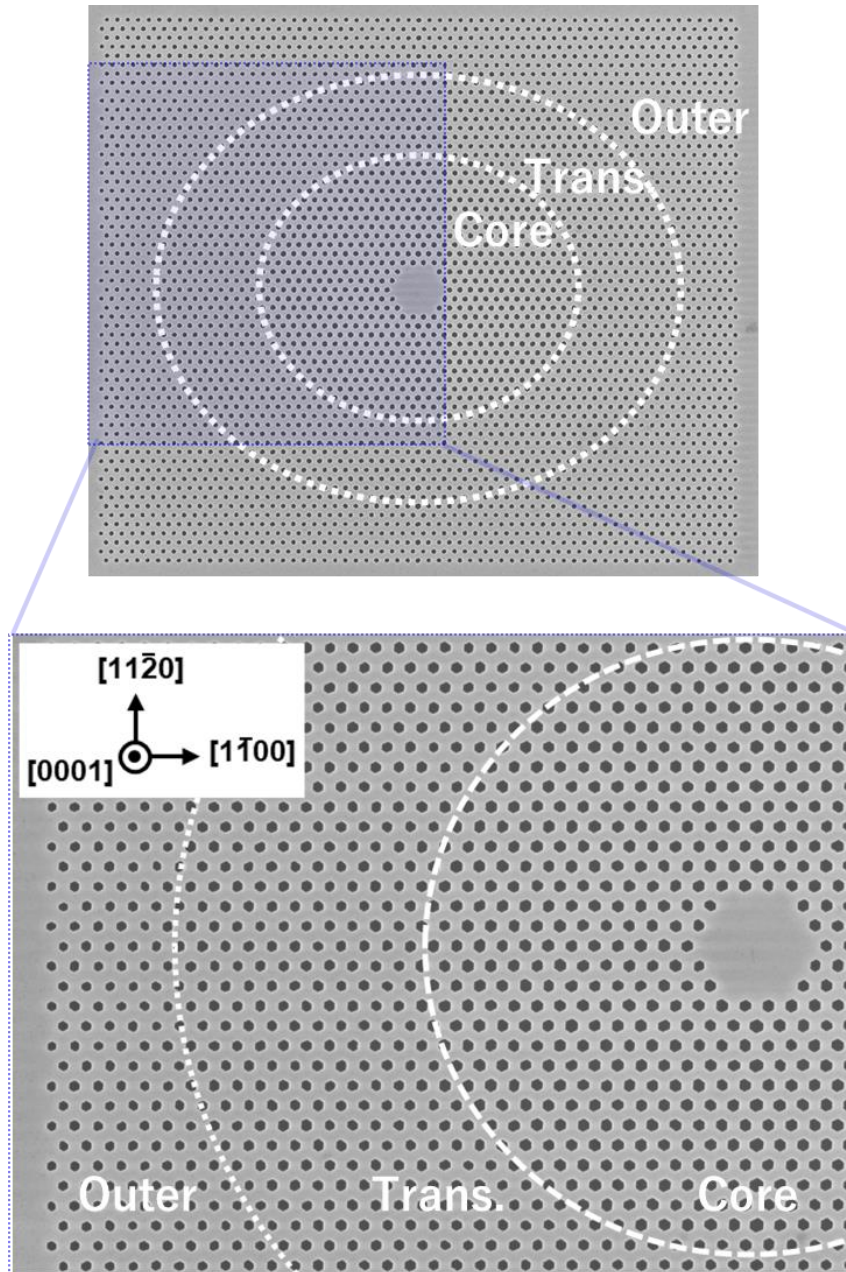 Outer
Trans.
Core
[112̄0]
[0001]
[11̄00]
Outer
Trans.
Core